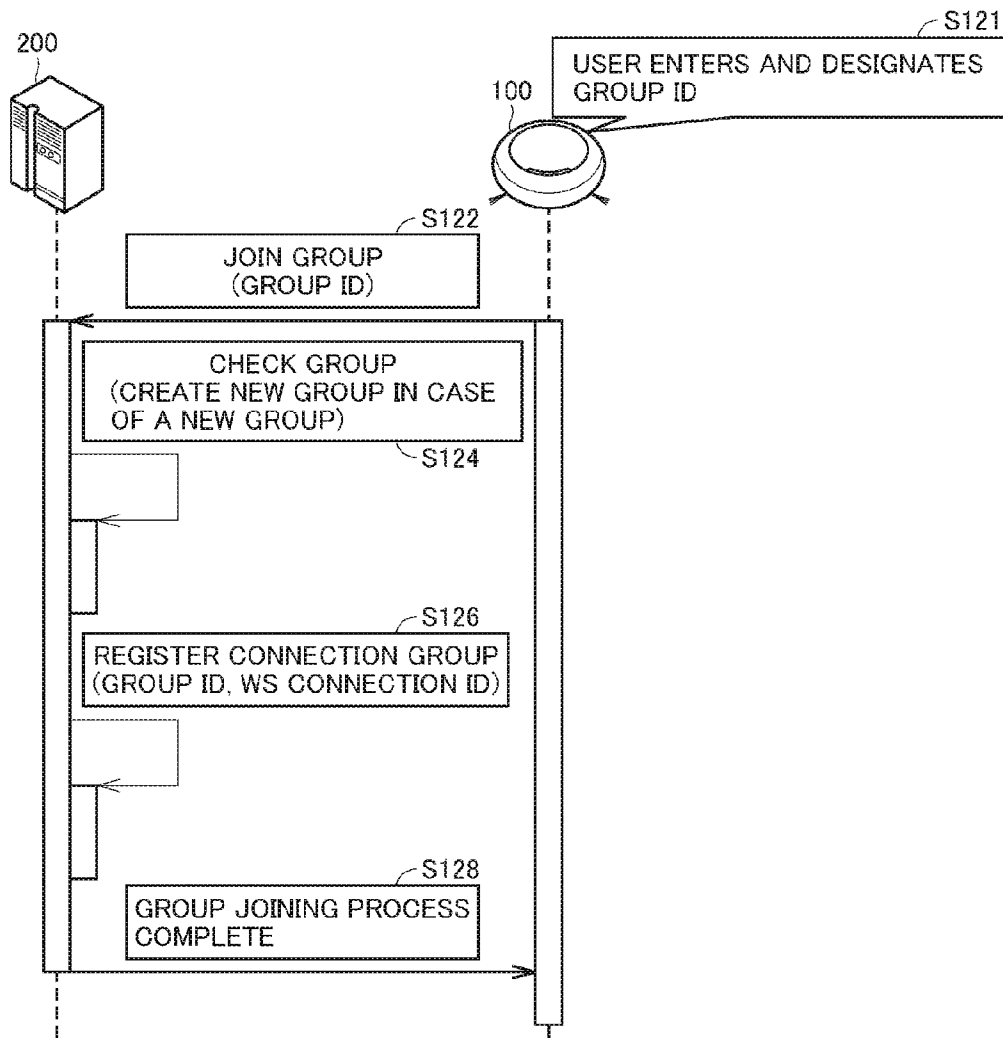 S121
200
USER ENTERS AND DESIGNATES
GROUP ID
100
S122
JOIN GROUP
(GROUP ID)
CHECK GROUP
(CREATE NEW GROUP IN CASE
OF A NEW GROUP)
S124
S126
REGISTER CONNECTION GROUP
(GROUP ID, WS CONNECTION ID)
S128
GROUP JOINING PROCESS
COMPLETE